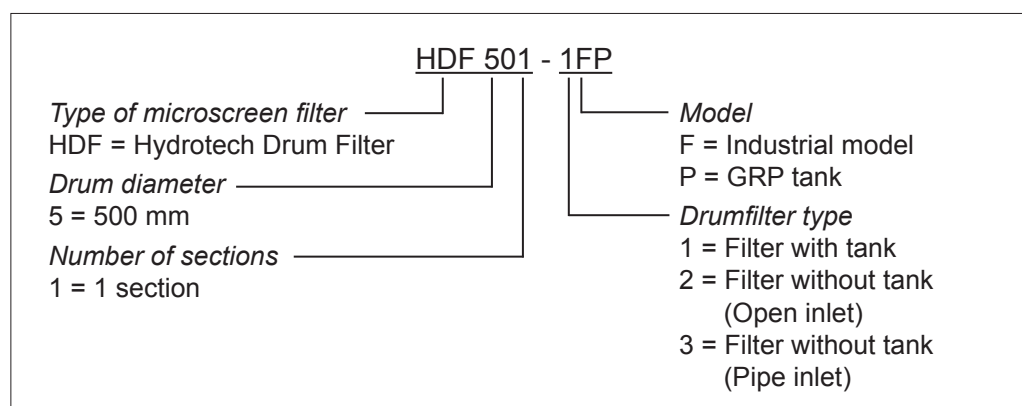 HDF 501 - 1FP
Type of microscreen filter
HDF = Hydrotech Drum Filter
Drum diameter
5 = 500 mm
Number of sections
1 = 1 section
Model
F = Industrial model
P = GRP tank
Drumfilter type
1 = Filter with tank
2 = Filter without tank
(Open inlet)
3 = Filter without tank
(Pipe inlet)